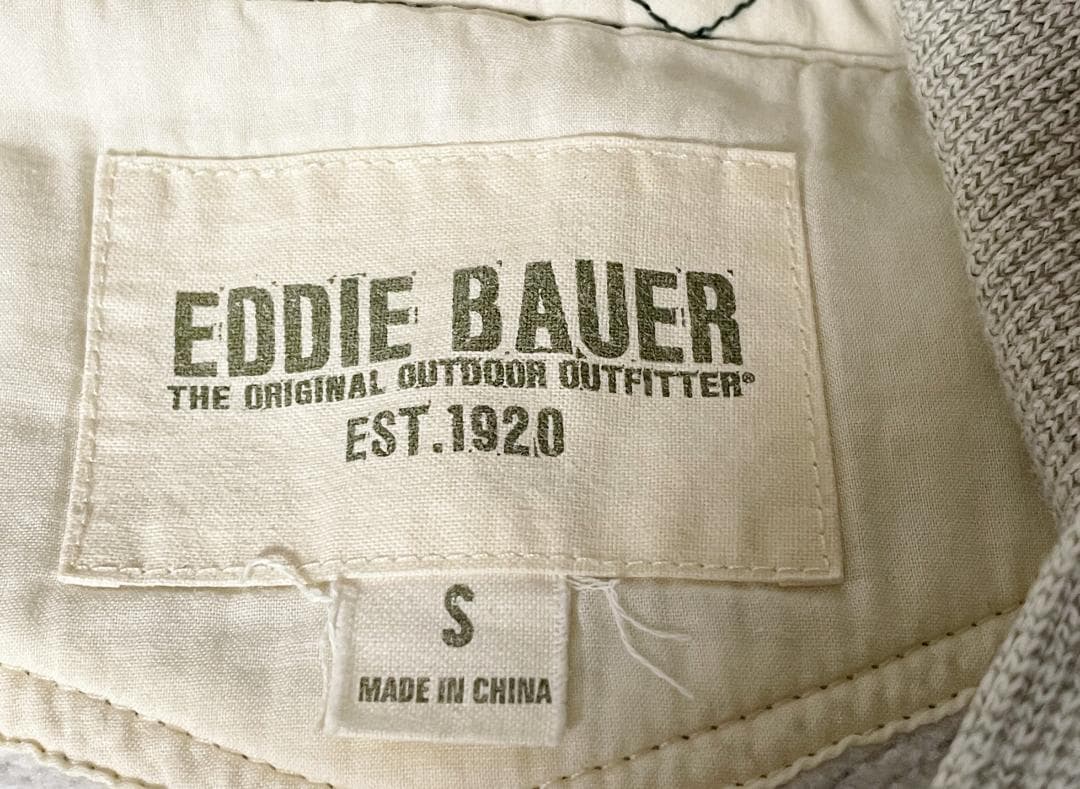 EDDIE BAUER
THE ORIGINAL OUTDOOR OUTFITTER®
EST.1920
S
MADE IN CHINA